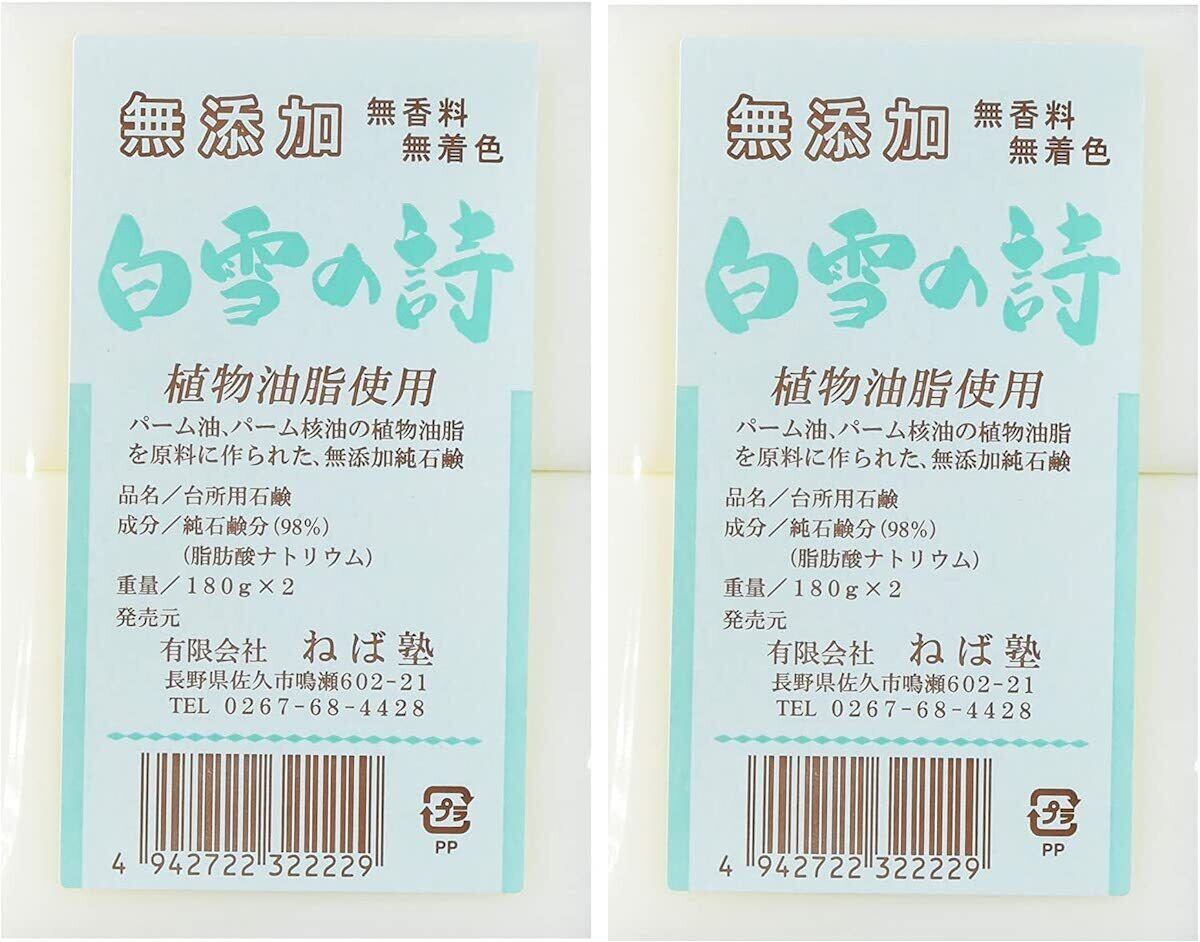 無添加 無香料
無着色
白雪の詩
植物油脂使用
パーム油、パーム核油の植物油脂
を原料に作られた、無添加純石鹸
品名／台所用石鹸
成分／純石鹸分(98%)
(脂肪酸ナトリウム)
重量／180g×2
発売元
有限会社 ねば塾
長野県佐久市鳴瀬602-21
TEL 0267-68-4428
プラ
PP
4 942722 322229
無添加 無香料
無着色
白雪の詩
植物油脂使用
パーム油、パーム核油の植物油脂
を原料に作られた、無添加純石鹸
品名／台所用石鹸
成分／純石鹸分(98%)
(脂肪酸ナトリウム)
重量／180g×2
発売元
有限会社 ねば塾
長野県佐久市鳴瀬602-21
TEL 0267-68-4428
プラ
PP
4 942722 322229